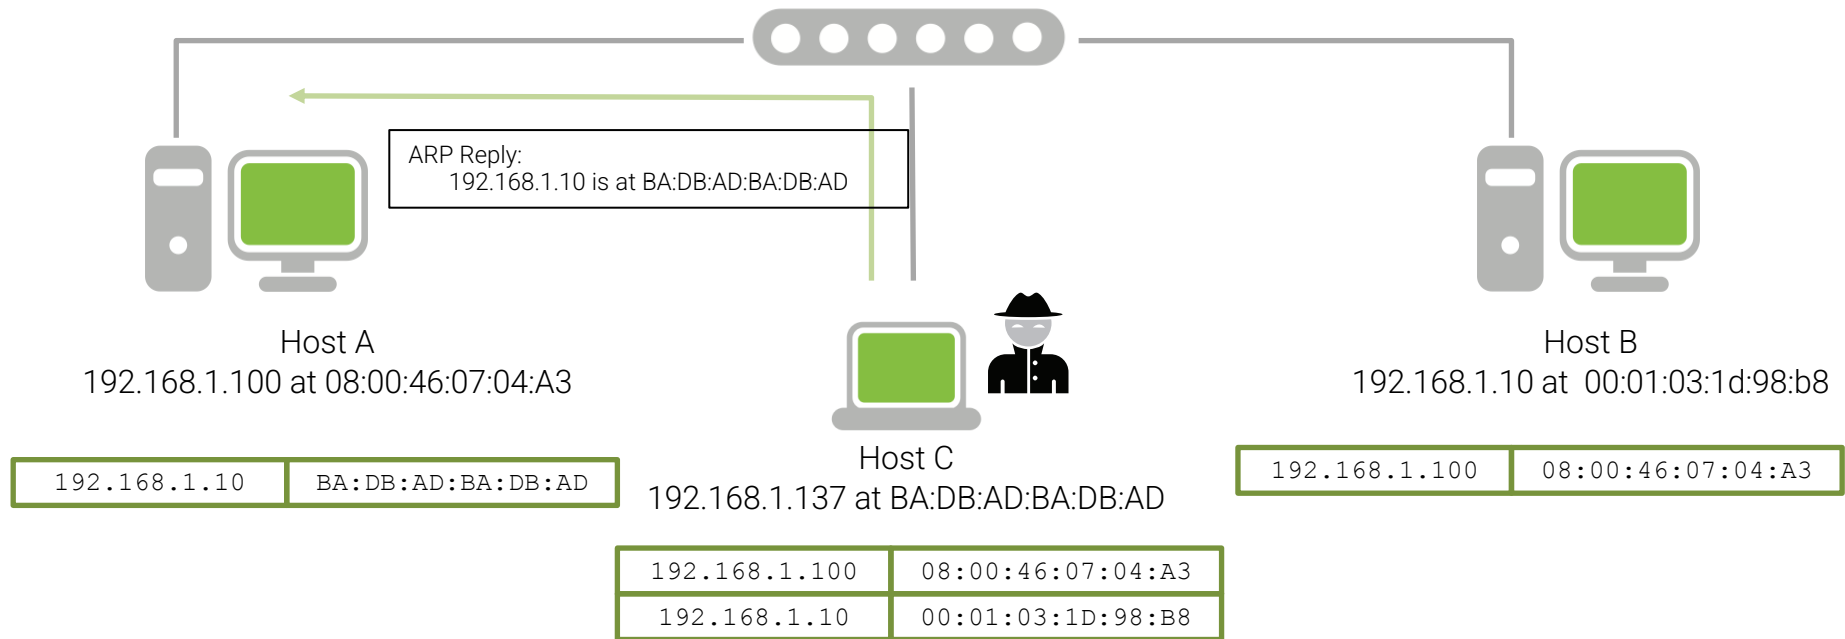 ARP Reply:
192.168.1.10 is at BA:DB:AD:BA:DB:AD
Host A
192.168.1.100 at 08:00:46:07:04:A3
Host B
192.168.1.10 at 00:01:03:1d:98:b8
192.168.1.10 BA:DB:AD:BA:DB:AD
Host C
192.168.1.137 at BA:DB:AD:BA:DB:AD
192.168.1.100 08:00:46:07:04:A3
192.168.1.100 08:00:46:07:04:A3
192.168.1.10 00:01:03:1D:98:B8